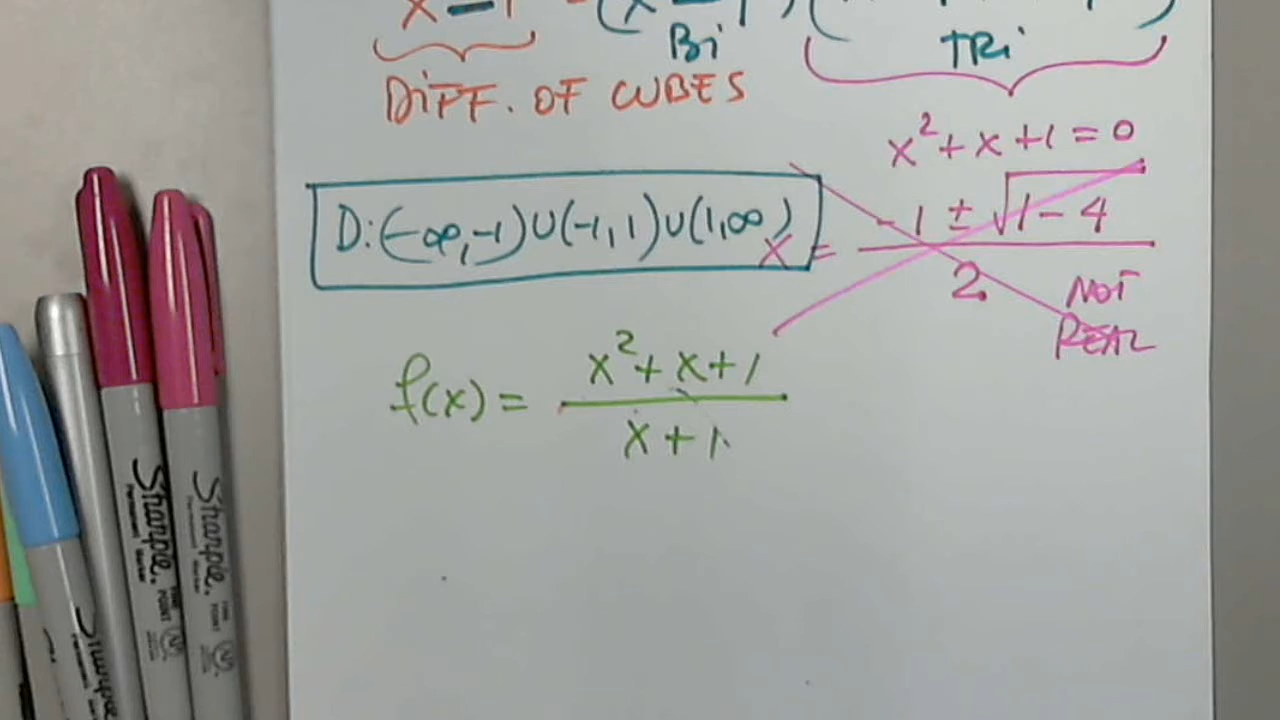 Bi
TRi
DiFF. OF CUBES
x²+x+1=0
D:(-∞,-1)∪(-1,1)∪(1,∞)
x = (-1 ± √(1-4))/2
NOT
REAL
f(x) = (x²+x+1)/(x+1)
Sharpie.
Sharpie.
Sharpie